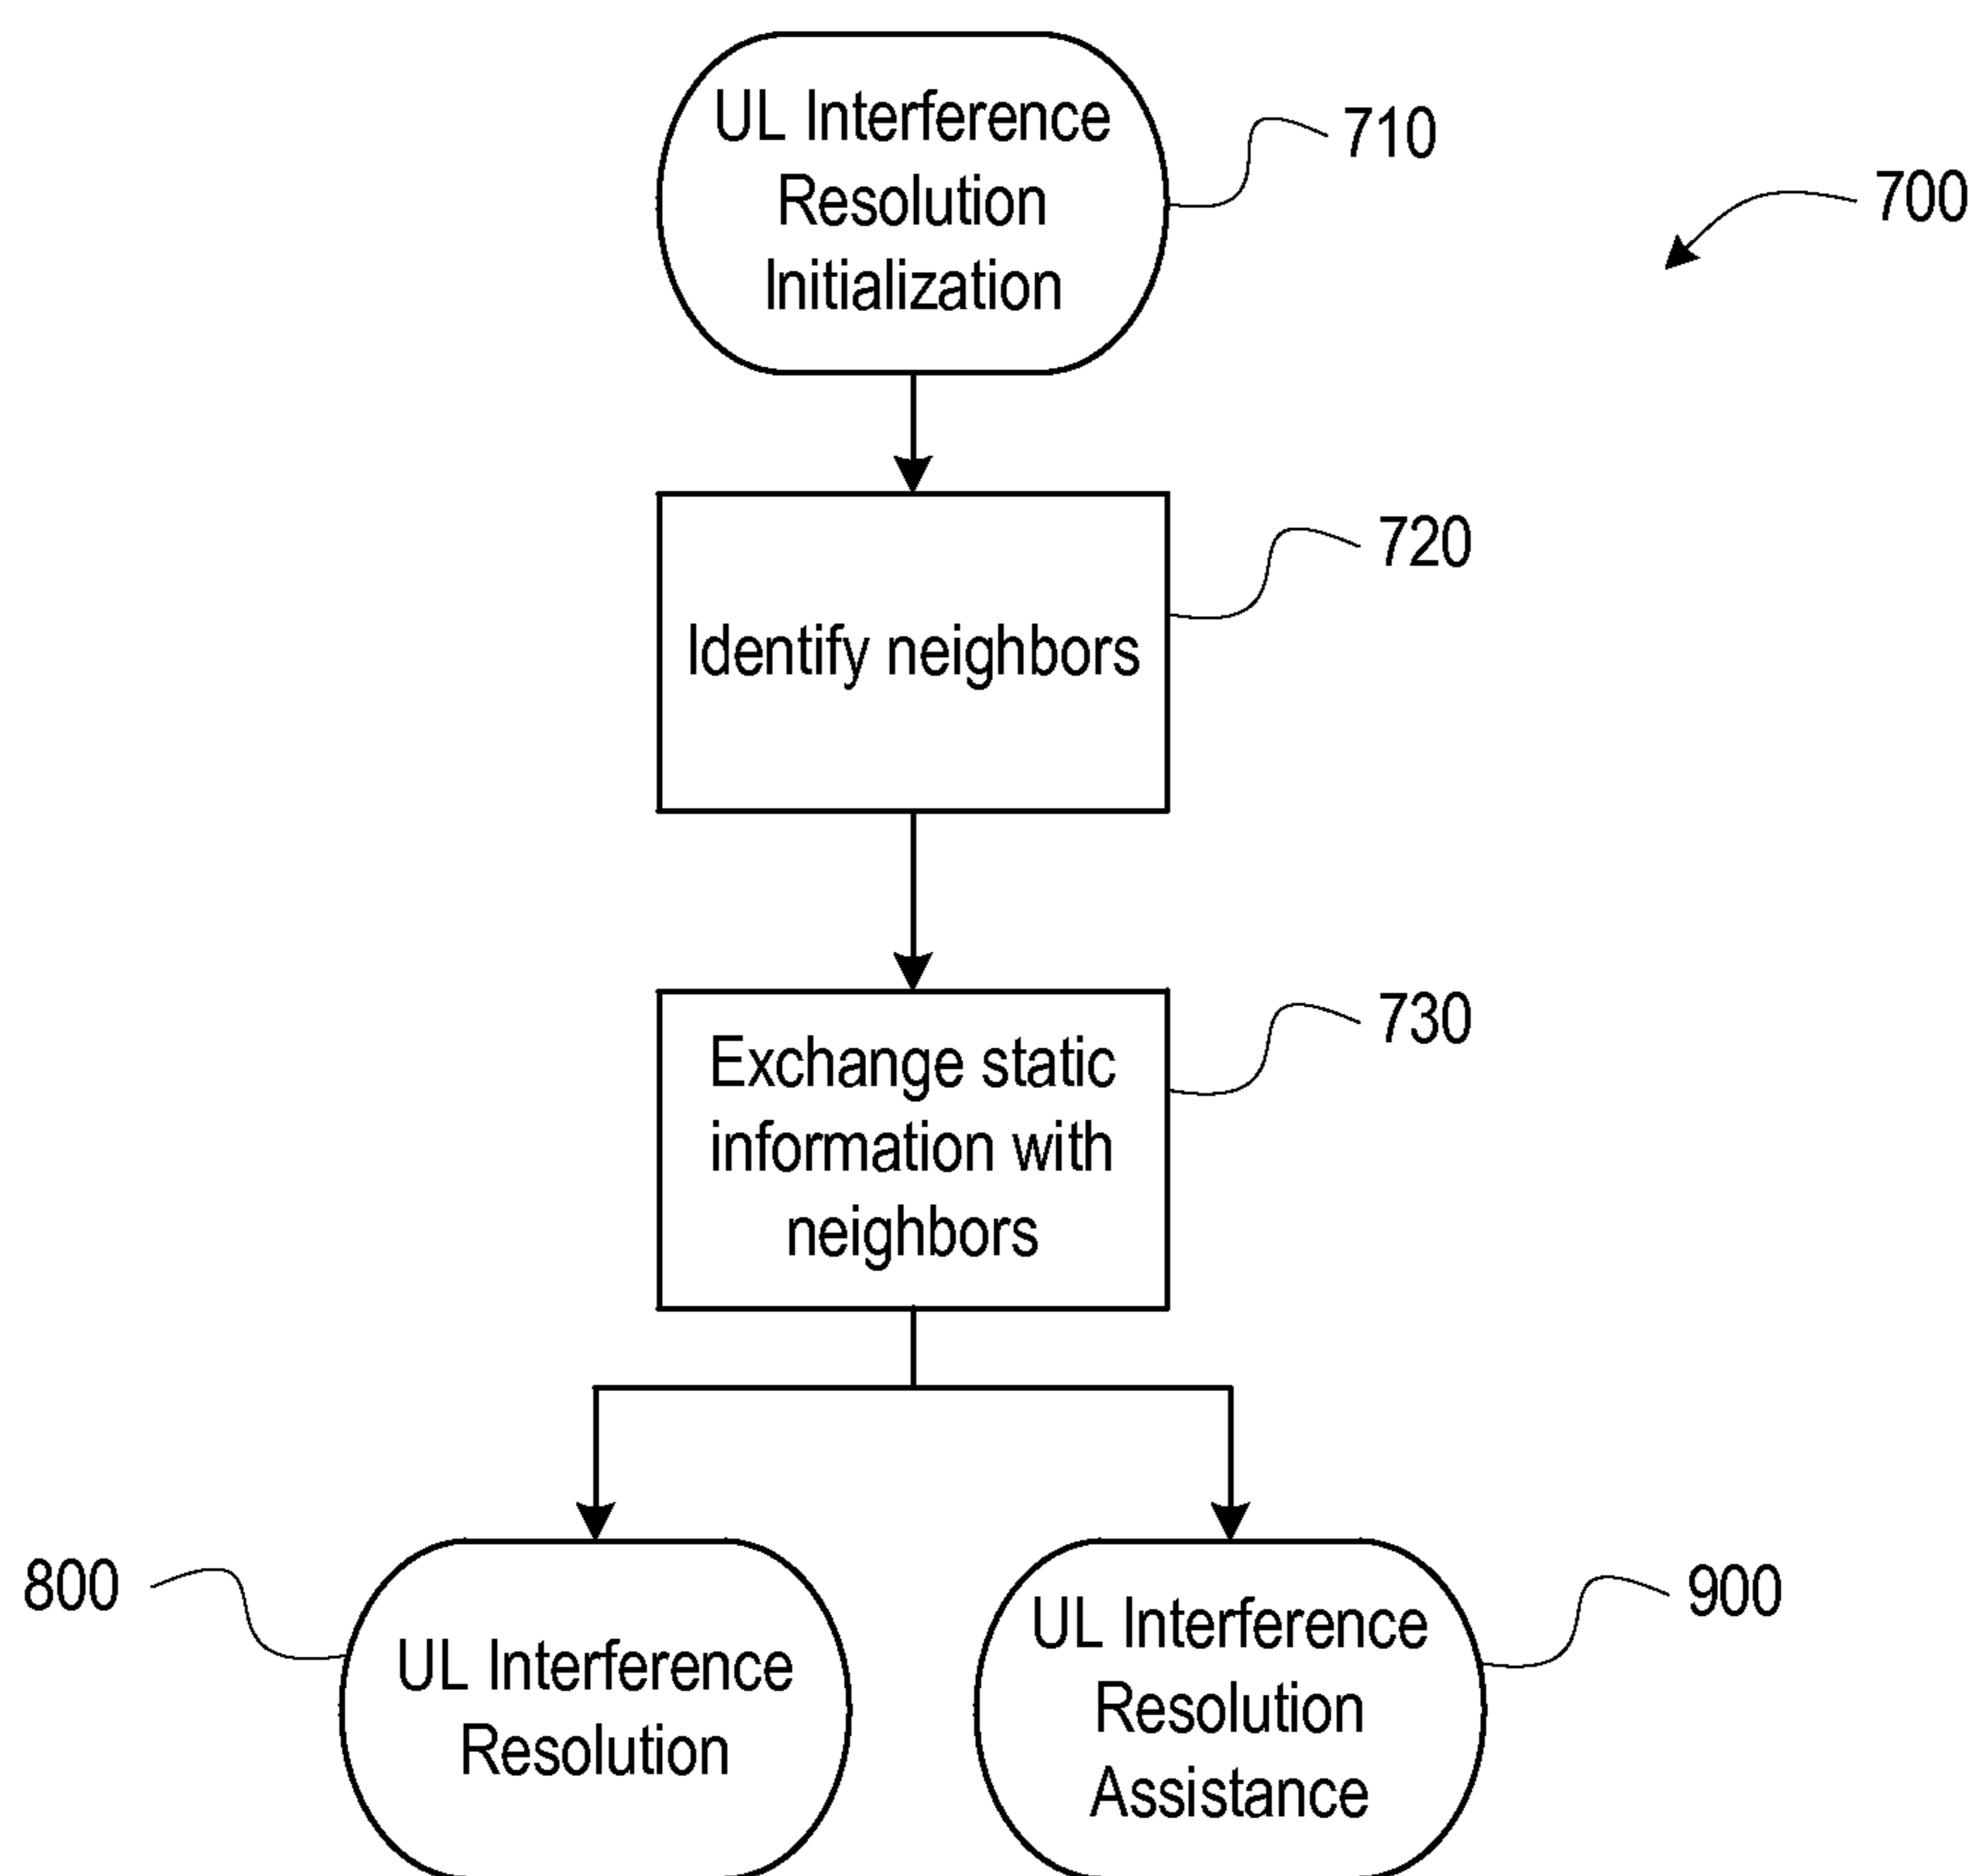 UL Interference
Resolution
Initialization
710
700
720
Identify neighbors
730
Exchange static
information with
neighbors
800
UL Interference
Resolution
900
UL Interference
Resolution
Assistance